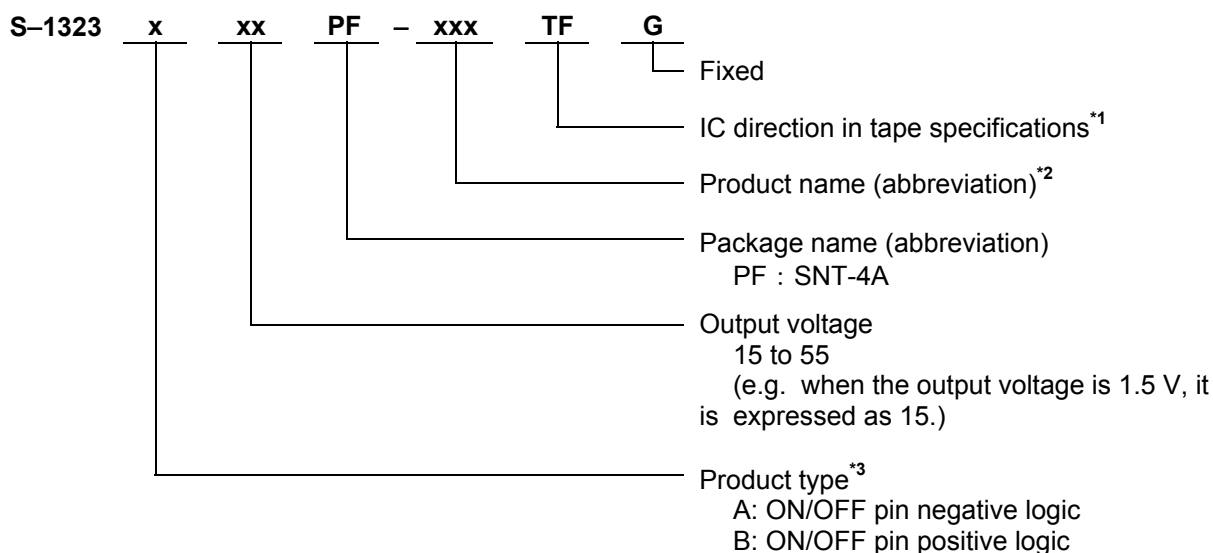 S–1323 x xx PF – xxx TF G
Fixed
IC direction in tape specifications*1
Product name (abbreviation)*2
Package name (abbreviation)
PF : SNT-4A
Output voltage
15 to 55
(e.g. when the output voltage is 1.5 V, it
is expressed as 15.)
Product type*3
A: ON/OFF pin negative logic
B: ON/OFF pin positive logic